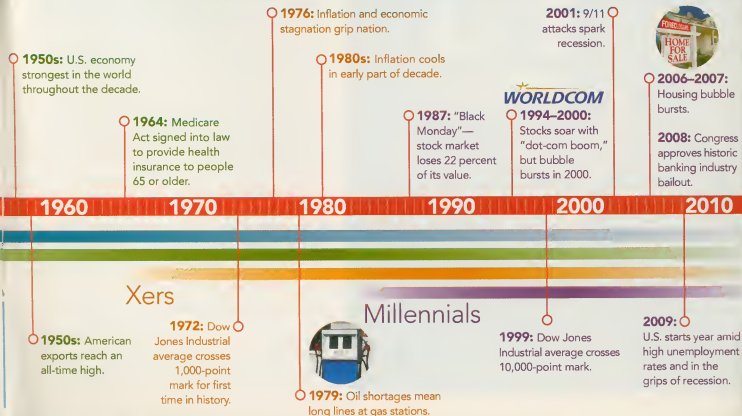 1976: Inflation and economic
stagnation grip nation.
2001: 9/11
attacks spark
recession.
FORECLOSED
HOME
FOR
SALE
1950s: U.S. economy
strongest in the world
throughout the decade.
1980s: Inflation cools
in early part of decade.
2006–2007:
Housing bubble
bursts.
WORLDCOM
1964: Medicare
Act signed into law
to provide health
insurance to people
65 or older.
1987: "Black
Monday"—
stock market
loses 22 percent
of its value.
1994–2000:
Stocks soar with
"dot-com boom,"
but bubble
bursts in 2000.
2008: Congress
approves historic
banking industry
bailout.
1960 1970 1980 1990 2000 2010
Xers
Millennials
1950s: American
exports reach an
all-time high.
1972: Dow
Jones Industrial
average crosses
1,000-point
mark for first
time in history.
1979: Oil shortages mean
long lines at gas stations.
1999: Dow Jones
Industrial average crosses
10,000-point mark.
2009:
U.S. starts year amid
high unemployment
rates and in the
grips of recession.